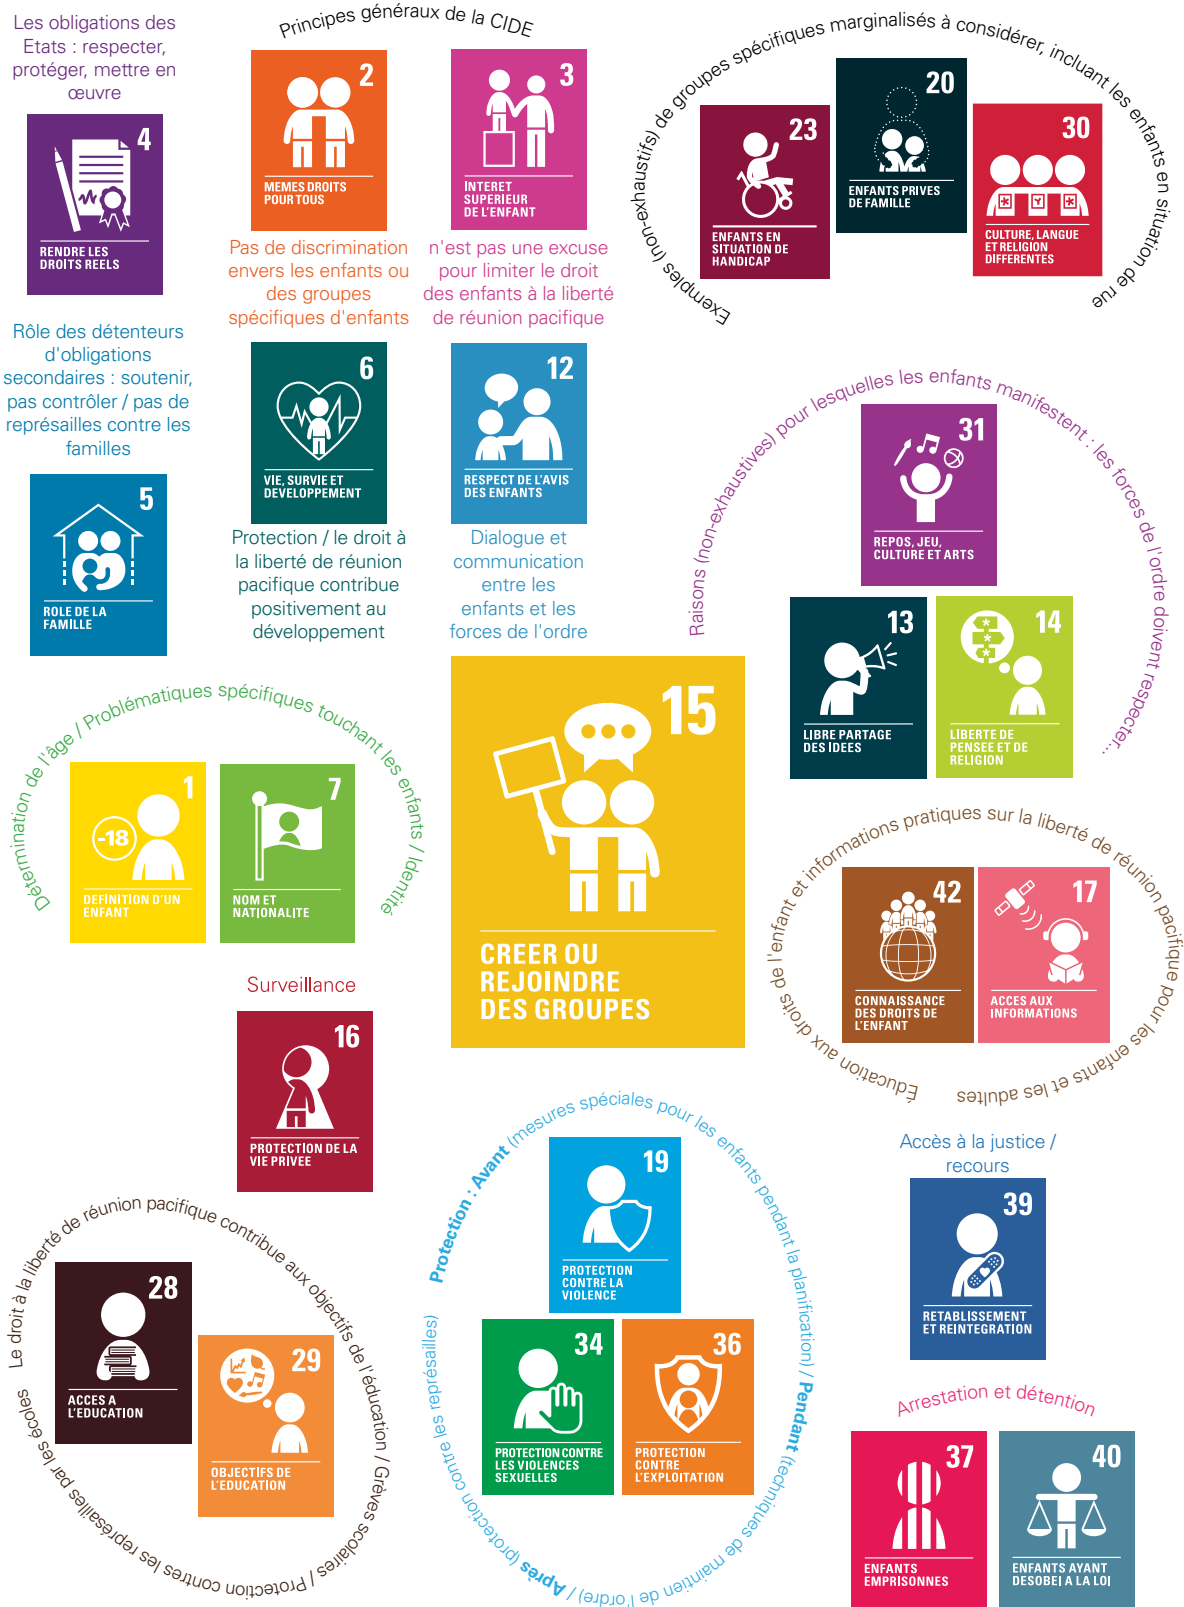 Les obligations des
Etats : respecter,
protéger, mettre en
œuvre
4
RENDRE LES
DROITS REELS
Principes généraux de la CIDE
2
MEMES DROITS
POUR TOUS
Pas de discrimination
envers les enfants ou
des groupes
spécifiques d'enfants
3
INTERET
SUPERIEUR
DE L'ENFANT
n'est pas une excuse
pour limiter le droit
des enfants à la liberté
de réunion pacifique
Exemples (non-exhaustifs) de groupes spécifiques marginalisés à considérer, incluant les enfants en situation de rue
23
ENFANTS EN
SITUATION DE
HANDICAP
20
ENFANTS PRIVES
DE FAMILLE
30
CULTURE, LANGUE
ET RELIGION
DIFFERENTES
Rôle des détenteurs
d'obligations
secondaires : soutenir,
pas contrôler / pas de
représailles contre les
familles
5
ROLE DE LA
FAMILLE
6
VIE, SURVIE ET
DEVELOPPEMENT
Protection / le droit à
la liberté de réunion
pacifique contribue
positivement au
développement
12
RESPECT DE L'AVIS
DES ENFANTS
Dialogue et
communication
entre les
enfants et les
forces de l'ordre
Raisons (non-exhaustives) pour lesquelles les enfants manifestent : les forces de l'ordre doivent respecter...
31
REPOS, JEU,
CULTURE ET ARTS
13
LIBRE PARTAGE
DES IDEES
14
LIBERTE DE
PENSEE ET DE
RELIGION
Détermination de l'âge / Problématiques spécifiques touchant les enfants / Identité
1
-18
DEFINITION D'UN
ENFANT
7
NOM ET
NATIONALITE
15
CREER OU
REJOINDRE
DES GROUPES
Éducation aux droits de l'enfant et informations pratiques sur la liberté de réunion pacifique pour les enfants et les adultes
42
CONNAISSANCE
DES DROITS DE
L'ENFANT
17
ACCES AUX
INFORMATIONS
Surveillance
16
PROTECTION DE LA
VIE PRIVEE
Protection : Avant (mesures spéciales pour les enfants pendant la planification) / Pendant (techniques de maintien de l'ordre) / Après (protection contre les représailles)
19
PROTECTION
CONTRE LA
VIOLENCE
34
PROTECTION CONTRE
LES VIOLENCES
SEXUELLES
36
PROTECTION
CONTRE
L'EXPLOITATION
Accès à la justice /
recours
39
RETABLISSEMENT
ET REINTEGRATION
Le droit à la liberté de réunion pacifique contribue aux objectifs de l'éducation / Grèves scolaires / Protection contres les représailles par les écoles
28
ACCES A
L'EDUCATION
29
OBJECTIFS DE
L'EDUCATION
Arrestation et détention
37
ENFANTS
EMPRISONNES
40
ENFANTS AYANT
DESOBEI A LA LOI